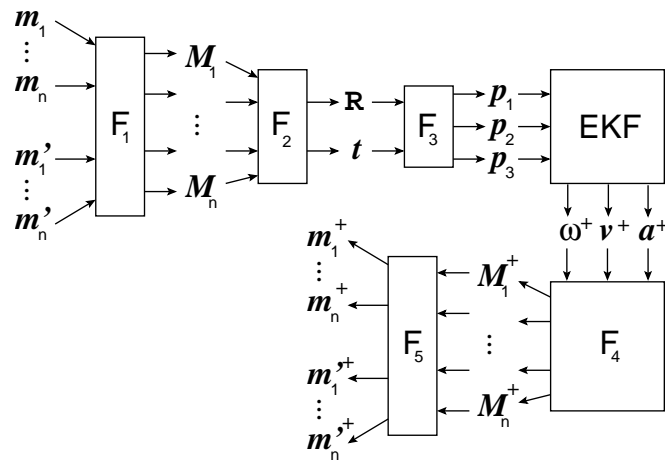 m₁
⋮
mₙ
m'₁
⋮
m'ₙ
F₁
M₁
⋮
Mₙ
F₂
R
t
F₃
p₁
p₂
p₃
EKF
ω⁺ v⁺ a⁺
m₁⁺
⋮
mₙ⁺
m'₁⁺
⋮
m'ₙ⁺
F₅
M₁⁺
⋮
Mₙ⁺
F₄